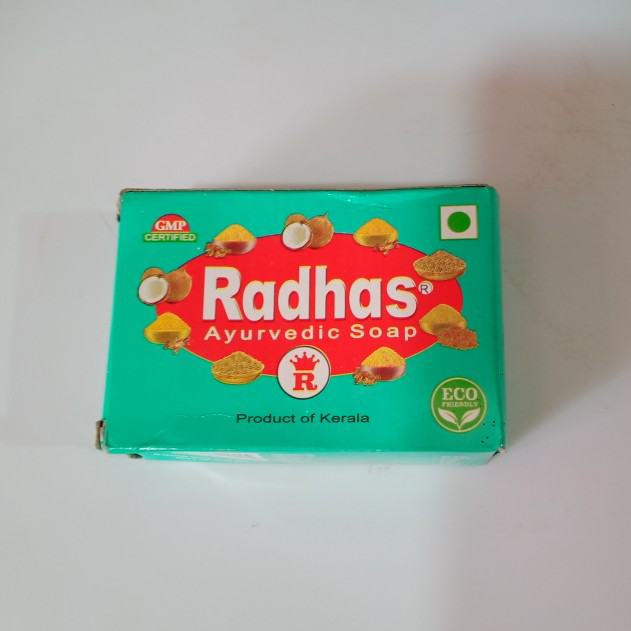 GMP
CERTIFIED
Radhas®
Ayurvedic Soap
R
Product of Kerala
ECO
FRIENDLY